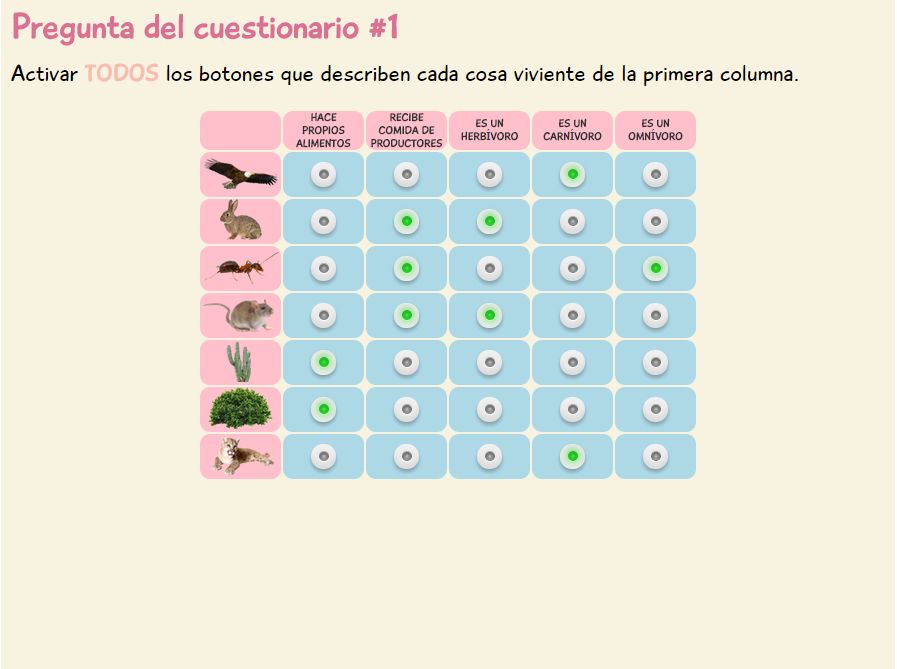 Pregunta del cuestionario #1
Activar TODOS los botones que describen cada cosa viviente de la primera columna.
HACE PROPIOS ALIMENTOS
RECIBE COMIDA DE PRODUCTORES
ES UN HERBÍVORO
ES UN CARNÍVORO
ES UN OMNÍVORO